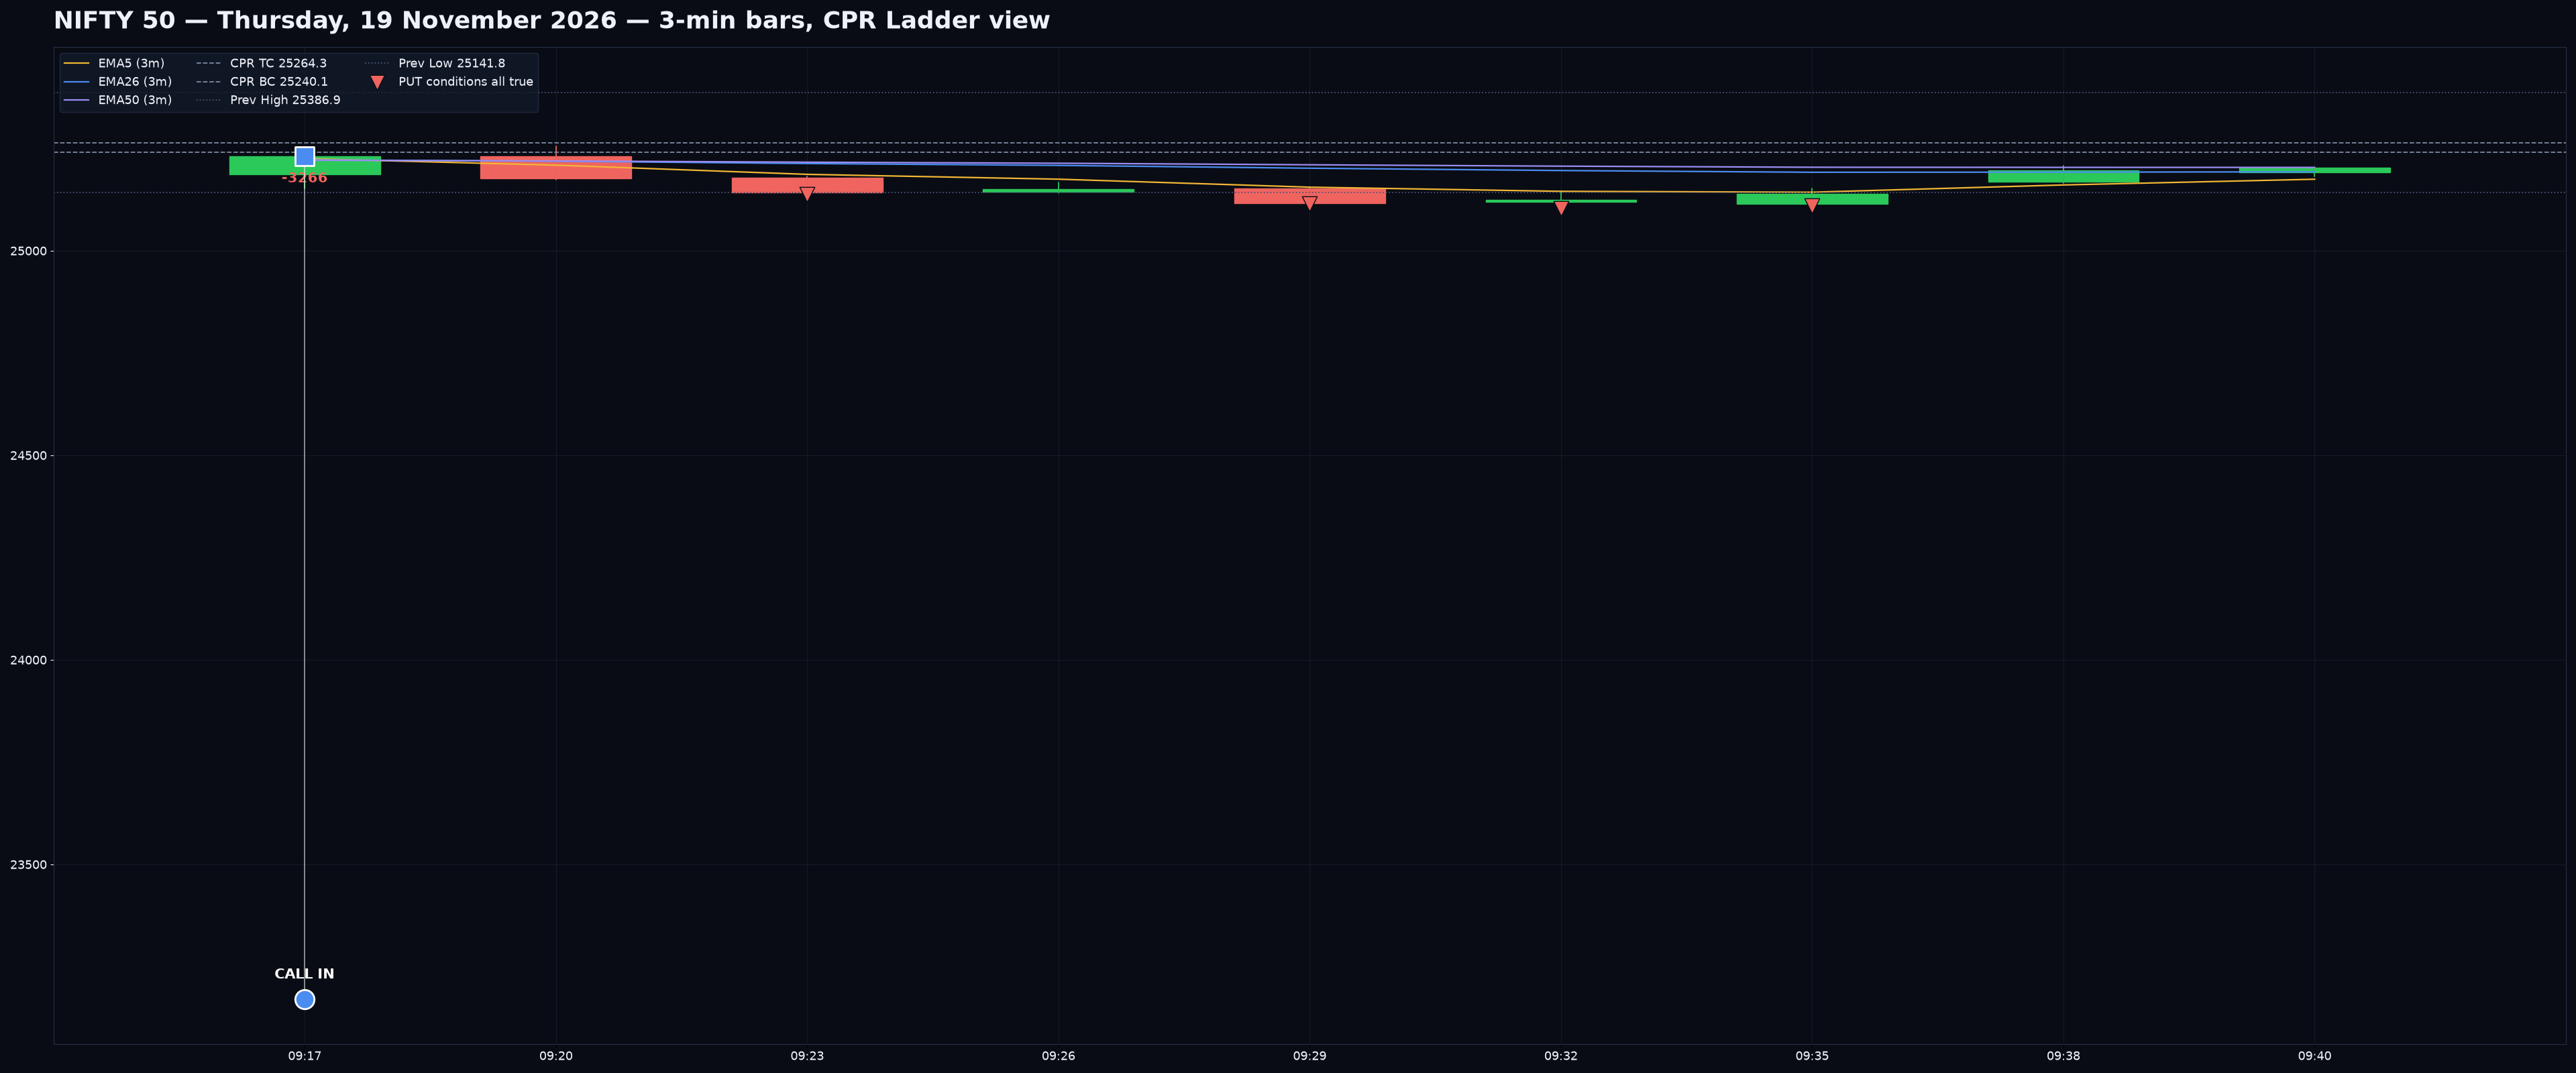 NIFTY 50 — Thursday, 19 November 2026 — 3-min bars, CPR Ladder view
EMA5 (3m)
EMA26 (3m)
EMA50 (3m)
CPR TC 25264.3
CPR BC 25240.1
Prev High 25386.9
Prev Low 25141.8
PUT conditions all true
-3266
25000
24500
24000
23500
CALL IN
09:17 09:20 09:23 09:26 09:29 09:32 09:35 09:38 09:40